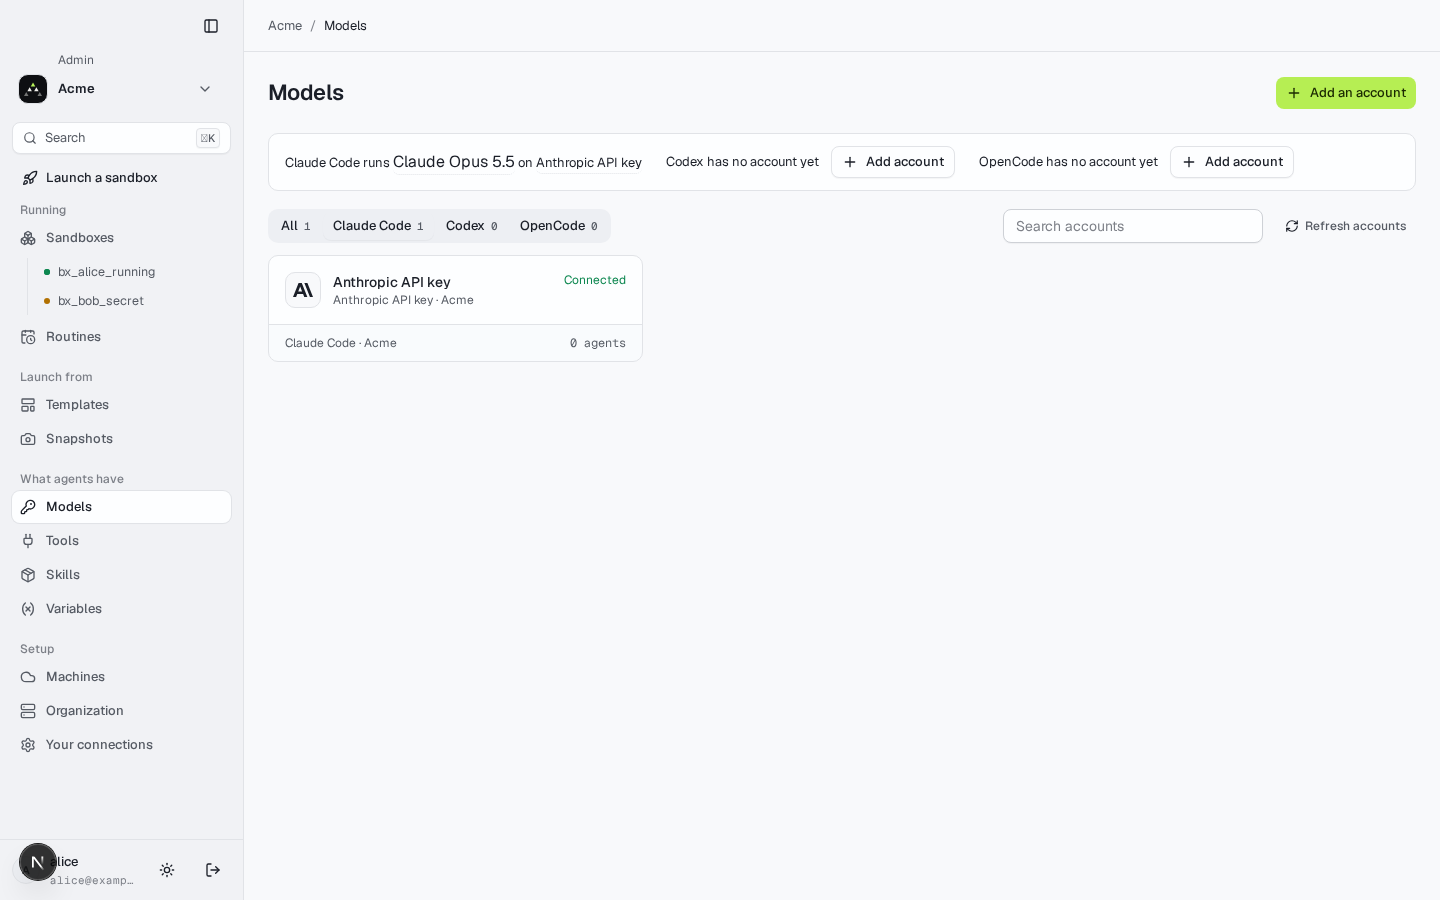 Admin
Acme
Search
K
Launch a sandbox
Running
Sandboxes
bx_alice_running
bx_bob_secret
Routines
Launch from
Templates
Snapshots
What agents have
Models
Tools
Skills
Variables
Setup
Machines
Organization
Your connections
N
alice
alice@examp…
Acme / Models
Models
Add an account
Claude Code runs Claude Opus 5.5 on Anthropic API key
Codex has no account yet
Add account
OpenCode has no account yet
Add account
All 1
Claude Code 1
Codex 0
OpenCode 0
Search accounts
Refresh accounts
Anthropic API key
Connected
Anthropic API key · Acme
Claude Code · Acme
0 agents